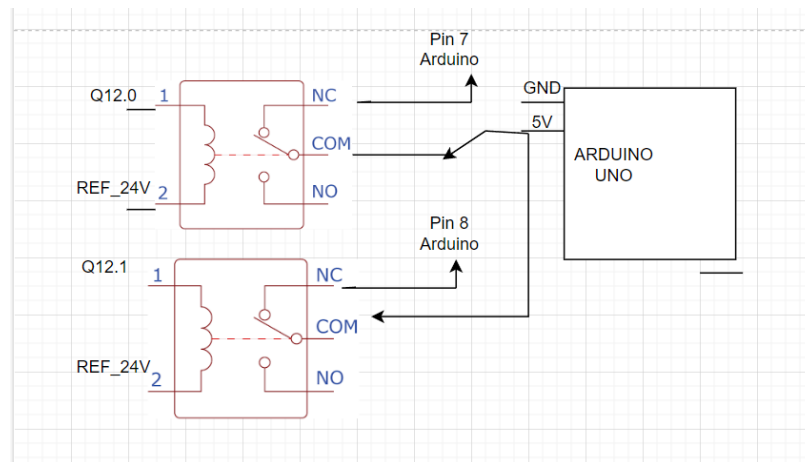 Pin 7
Arduino
Q12.0 1 NC
GND
5V
COM
ARDUINO
UNO
REF_24V 2 NO
Pin 8
Arduino
Q12.1 1 NC
COM
REF_24V 2 NO